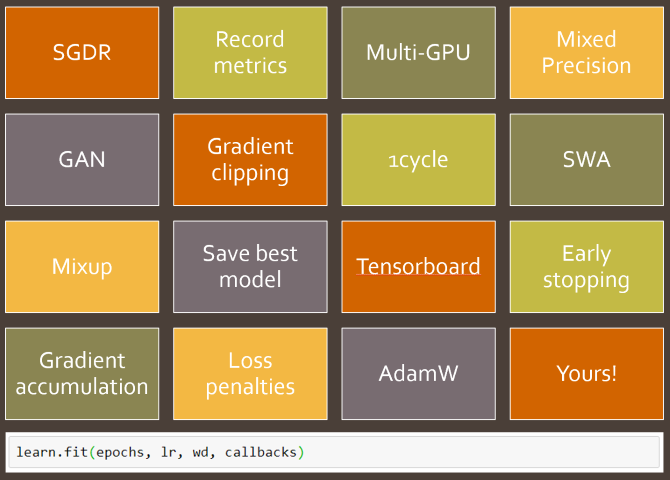 SGDR
Record
metrics
Multi-GPU
Mixed
Precision
GAN
Gradient
clipping
1cycle
SWA
Mixup
Save best
model
Tensorboard
Early
stopping
Gradient
accumulation
Loss
penalties
AdamW
Yours!
learn.fit(epochs, lr, wd, callbacks)